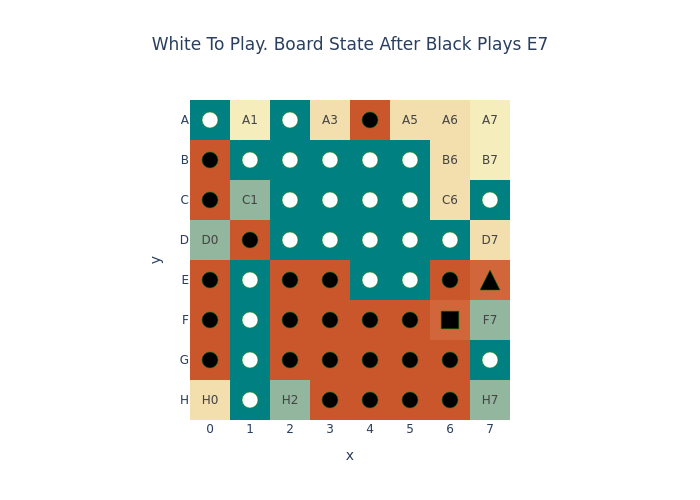 White To Play. Board State After Black Plays E7
A A1 A3 A5 A6 A7
B B6 B7
C C1 C6
D D0 D7
y
E
F F7
G
H H0 H2 H7
0 1 2 3 4 5 6 7
x